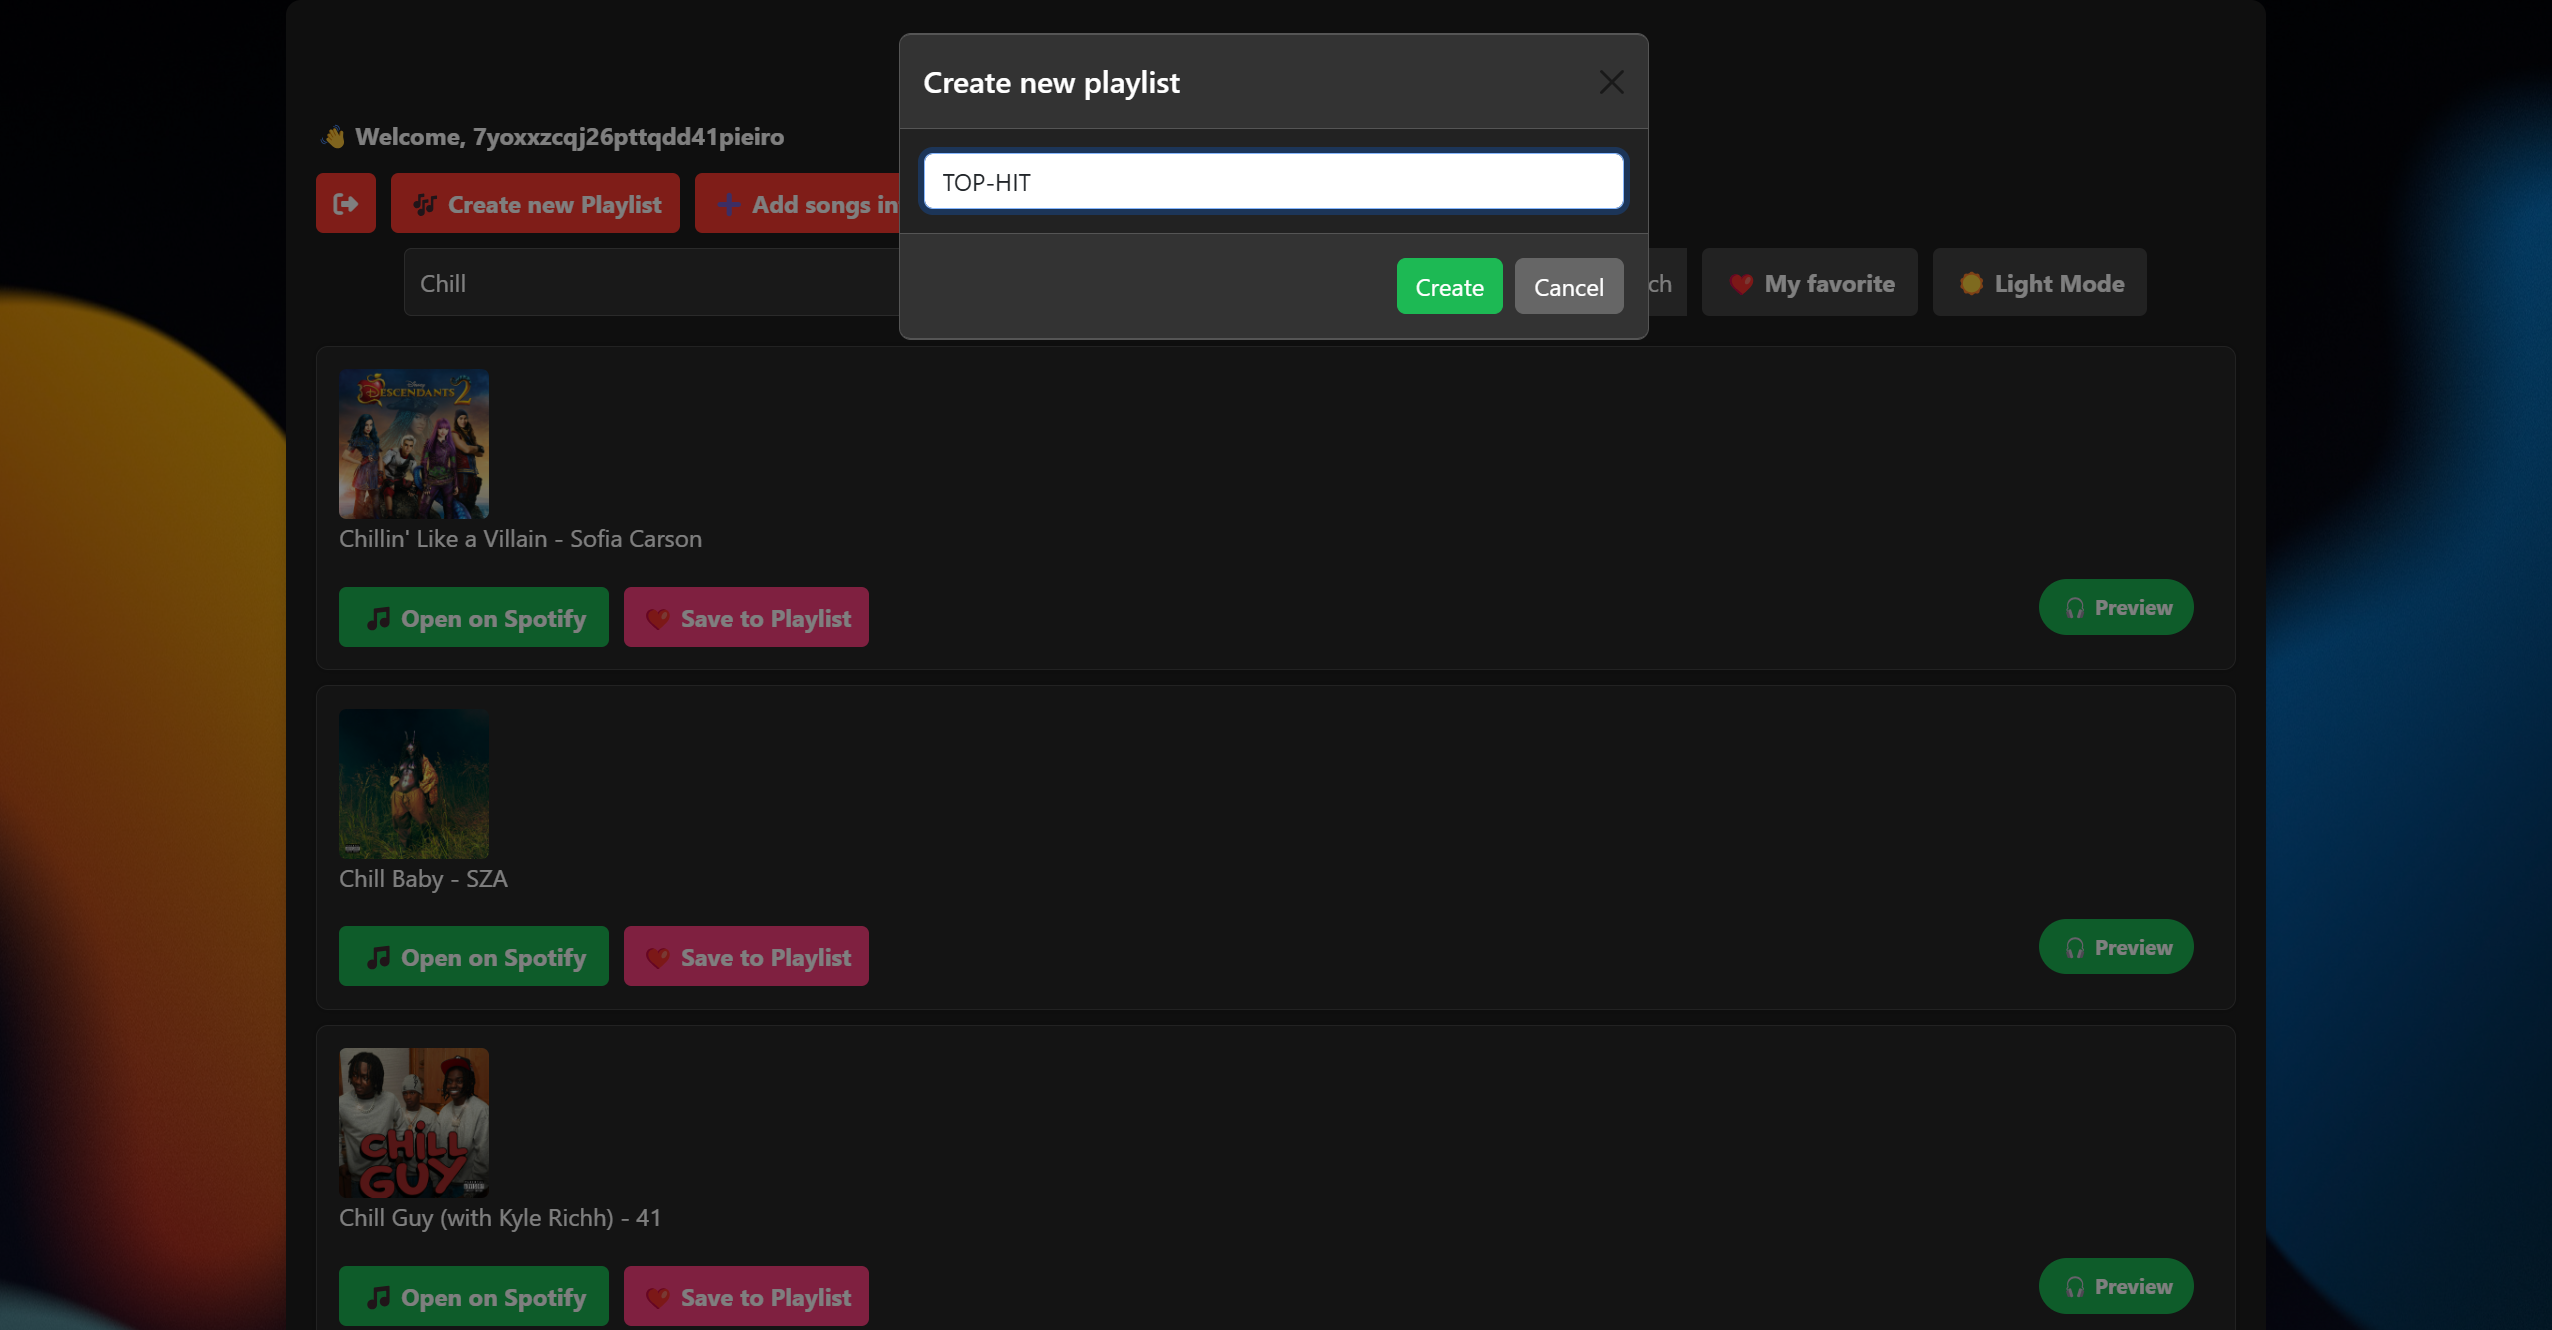 Create new playlist
👋 Welcome, 7yoxxzcqj26pttqdd41pieiro
TOP-HIT
Create new Playlist
Add songs in
Create
Cancel
Chill
ch
My favorite
Light Mode
Disney
DESCENDANTS 2
Chillin' Like a Villain - Sofia Carson
Open on Spotify
Save to Playlist
Preview
Chill Baby - SZA
Open on Spotify
Save to Playlist
Preview
CHiLL
GUY
Chill Guy (with Kyle Richh) - 41
Open on Spotify
Save to Playlist
Preview